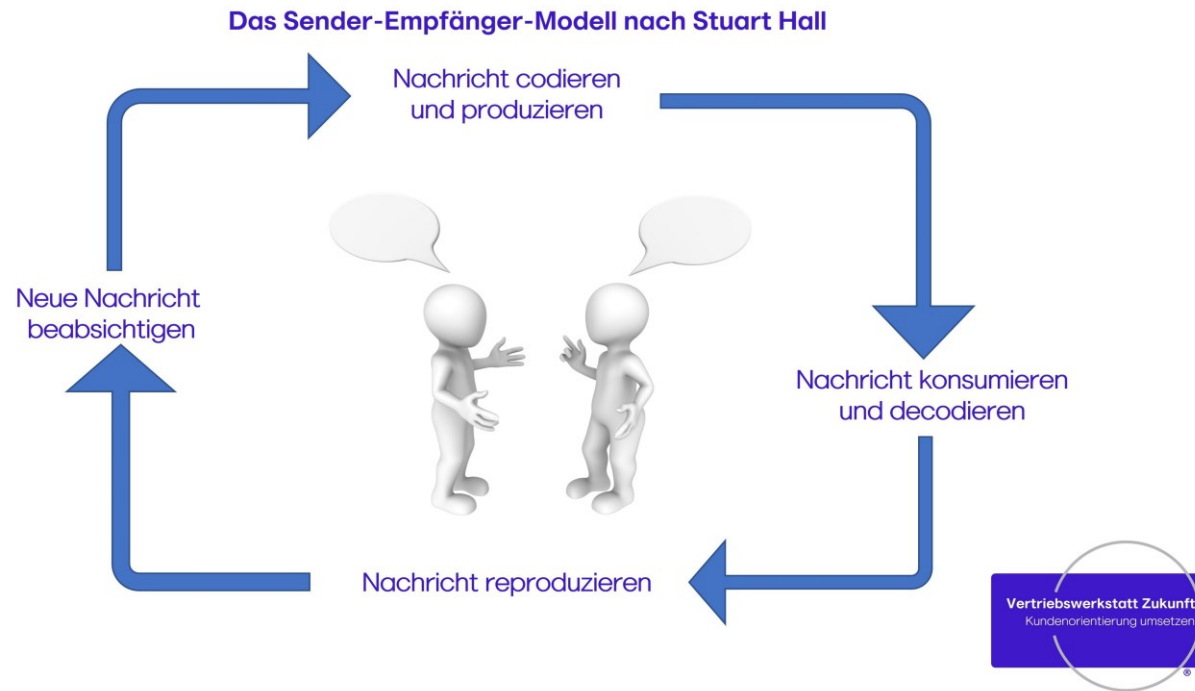 Das Sender-Empfänger-Modell nach Stuart Hall
Nachricht codieren
und produzieren
Neue Nachricht
beabsichtigen
Nachricht konsumieren
und decodieren
Nachricht reproduzieren
Vertriebswerkstatt Zukunft
Kundenorientierung umsetzen
®